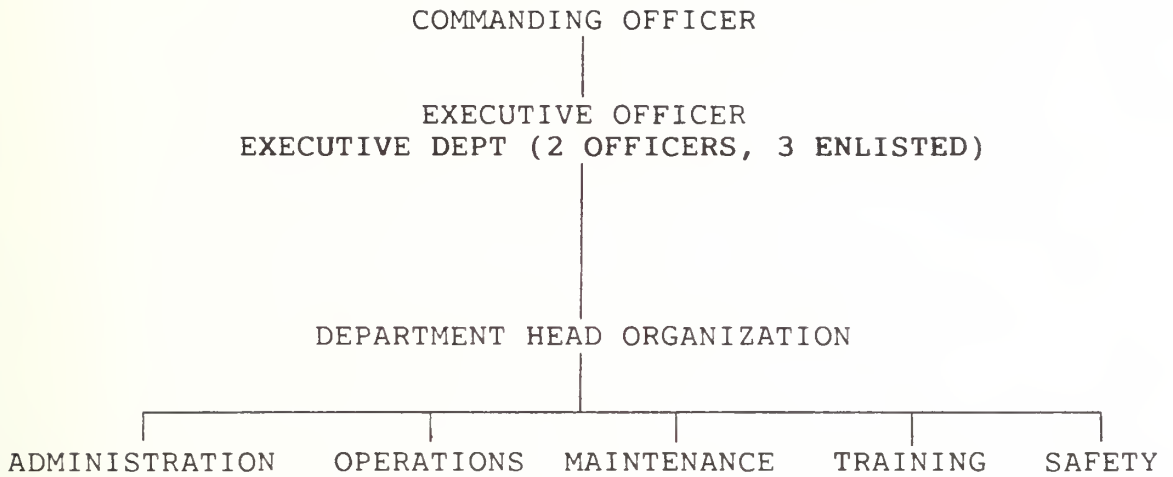 COMMANDING OFFICER
EXECUTIVE OFFICER
EXECUTIVE DEPT (2 OFFICERS, 3 ENLISTED)
DEPARTMENT HEAD ORGANIZATION
ADMINISTRATION OPERATIONS MAINTENANCE TRAINING SAFETY